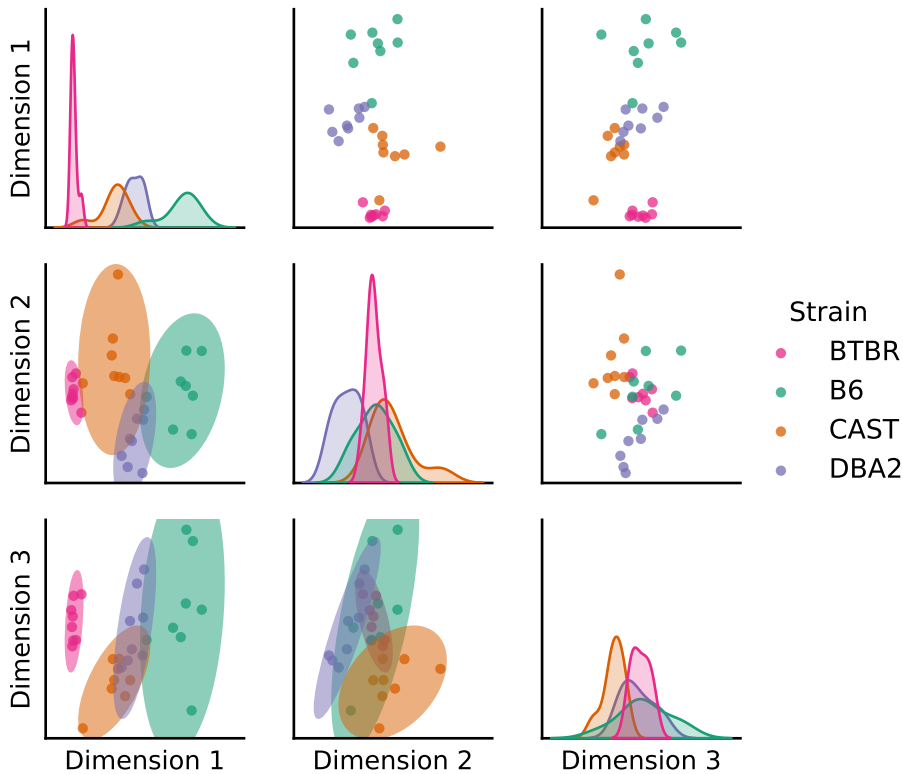 Dimension 1
Dimension 2
Strain
BTBR
B6
CAST
DBA2
Dimension 3
Dimension 1
Dimension 2
Dimension 3